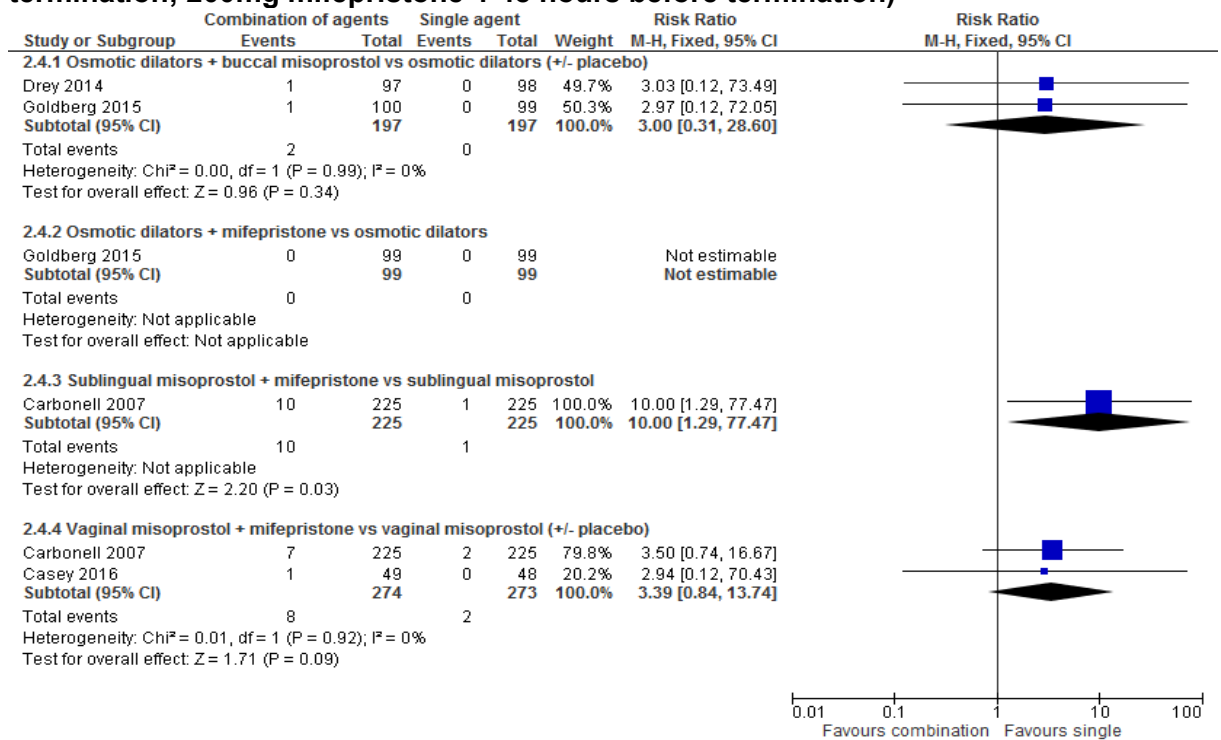 termination; 200mg mifepristone 4-48 hours before termination)
Combination of agents Single agent Risk Ratio Risk Ratio
Study or Subgroup Events Total Events Total Weight M-H, Fixed, 95% CI M-H, Fixed, 95% CI
2.4.1 Osmotic dilators + buccal misoprostol vs osmotic dilators (+/- placebo)
Drey 2014 1 97 0 98 49.7% 3.03 [0.12, 73.49]
Goldberg 2015 1 100 0 99 50.3% 2.97 [0.12, 72.05]
Subtotal (95% CI) 197 197 100.0% 3.00 [0.31, 28.60]
Total events 2 0
Heterogeneity: Chi² = 0.00, df = 1 (P = 0.99); I² = 0%
Test for overall effect: Z = 0.96 (P = 0.34)
2.4.2 Osmotic dilators + mifepristone vs osmotic dilators
Goldberg 2015 0 99 0 99 Not estimable
Subtotal (95% CI) 99 99 Not estimable
Total events 0 0
Heterogeneity: Not applicable
Test for overall effect: Not applicable
2.4.3 Sublingual misoprostol + mifepristone vs sublingual misoprostol
Carbonell 2007 10 225 1 225 100.0% 10.00 [1.29, 77.47]
Subtotal (95% CI) 225 225 100.0% 10.00 [1.29, 77.47]
Total events 10 1
Heterogeneity: Not applicable
Test for overall effect: Z = 2.20 (P = 0.03)
2.4.4 Vaginal misoprostol + mifepristone vs vaginal misoprostol (+/- placebo)
Carbonell 2007 7 225 2 225 79.8% 3.50 [0.74, 16.67]
Casey 2016 1 49 0 48 20.2% 2.94 [0.12, 70.43]
Subtotal (95% CI) 274 273 100.0% 3.39 [0.84, 13.74]
Total events 8 2
Heterogeneity: Chi² = 0.01, df = 1 (P = 0.92); I² = 0%
Test for overall effect: Z = 1.71 (P = 0.09)
0.01 0.1 1 10 100
Favours combination Favours single